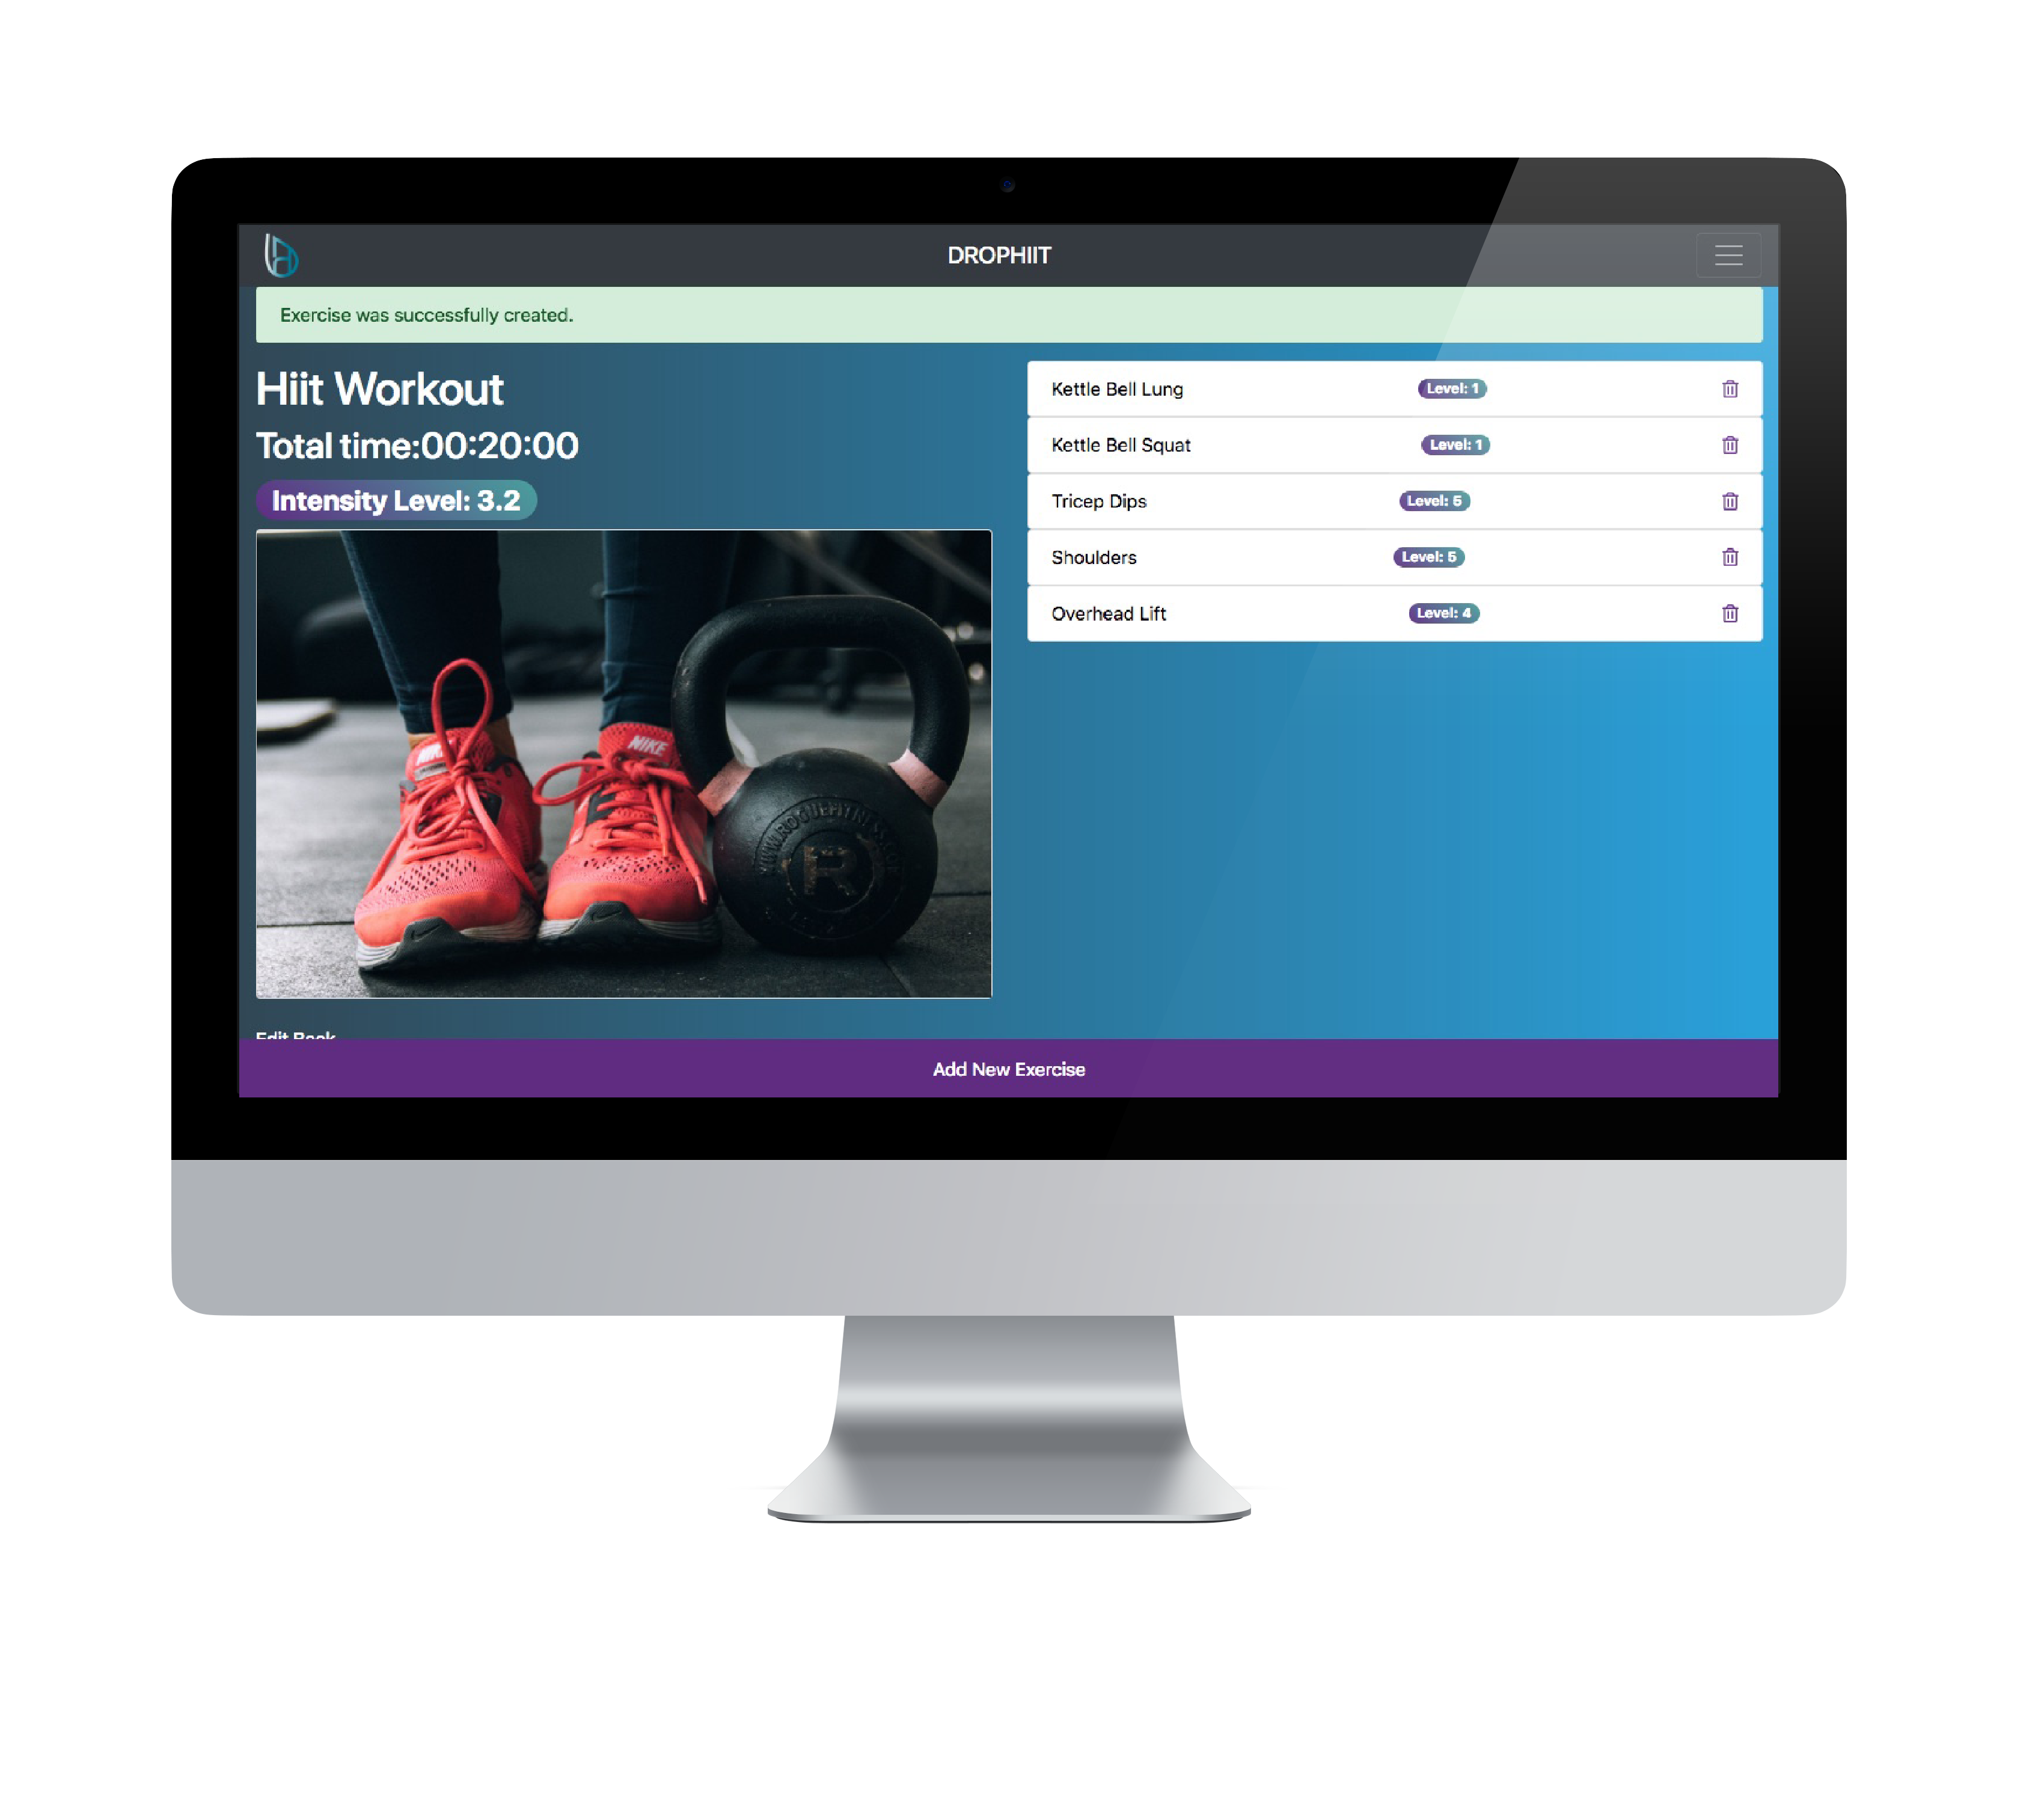 DROPHIIT
Exercise was successfully created.
Hiit Workout
Total time:00:20:00
Intensity Level: 3.2
NIKE
R
Kettle Bell Lung Level: 1
Kettle Bell Squat Level: 1
Tricep Dips Level: 5
Shoulders Level: 5
Overhead Lift Level: 4
Edit Back
Add New Exercise